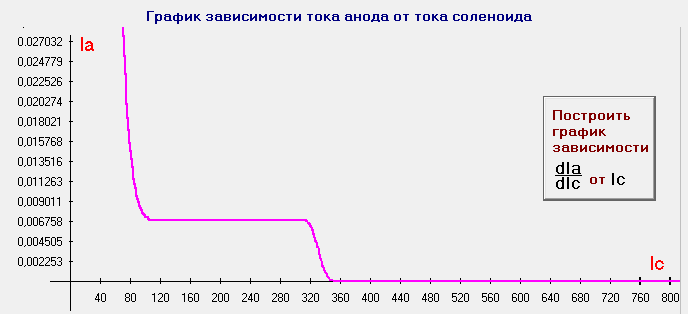 График зависимости тока анода от тока соленоида
0,027032
Ia
0,024779
0,022526
0,020274
0,018021
0,015768
0,013516
0,011263
0,009011
0,006758
0,004505
0,002253
Построить
график
зависимости
dIa
dIc от Ic
Ic
40 80 120 160 200 240 280 320 360 400 440 480 520 560 600 640 680 720 760 800